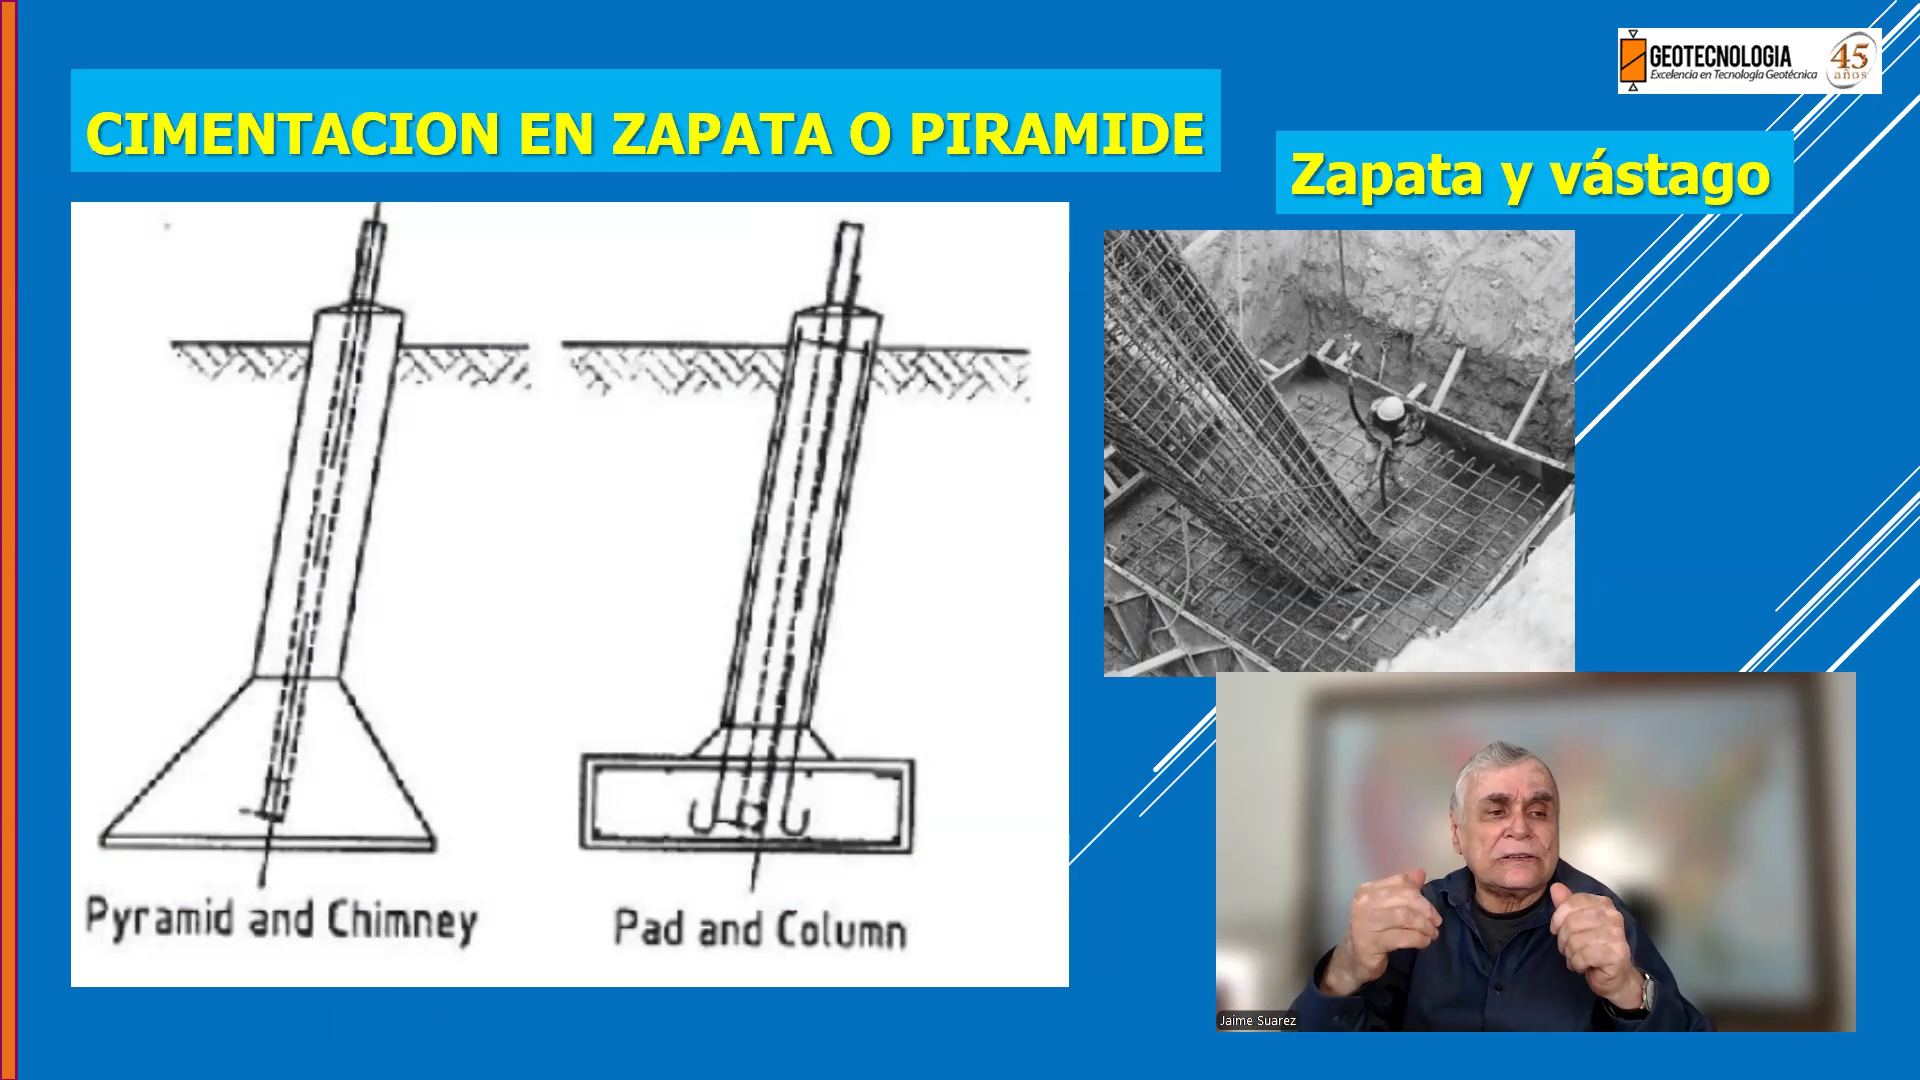 GEOTECNOLOGIA
Excelencia en Tecnología Geotécnica
45
años
CIMENTACION EN ZAPATA O PIRAMIDE
Zapata y vástago
Pyramid and Chimney
Pad and Column
Jaime Suarez